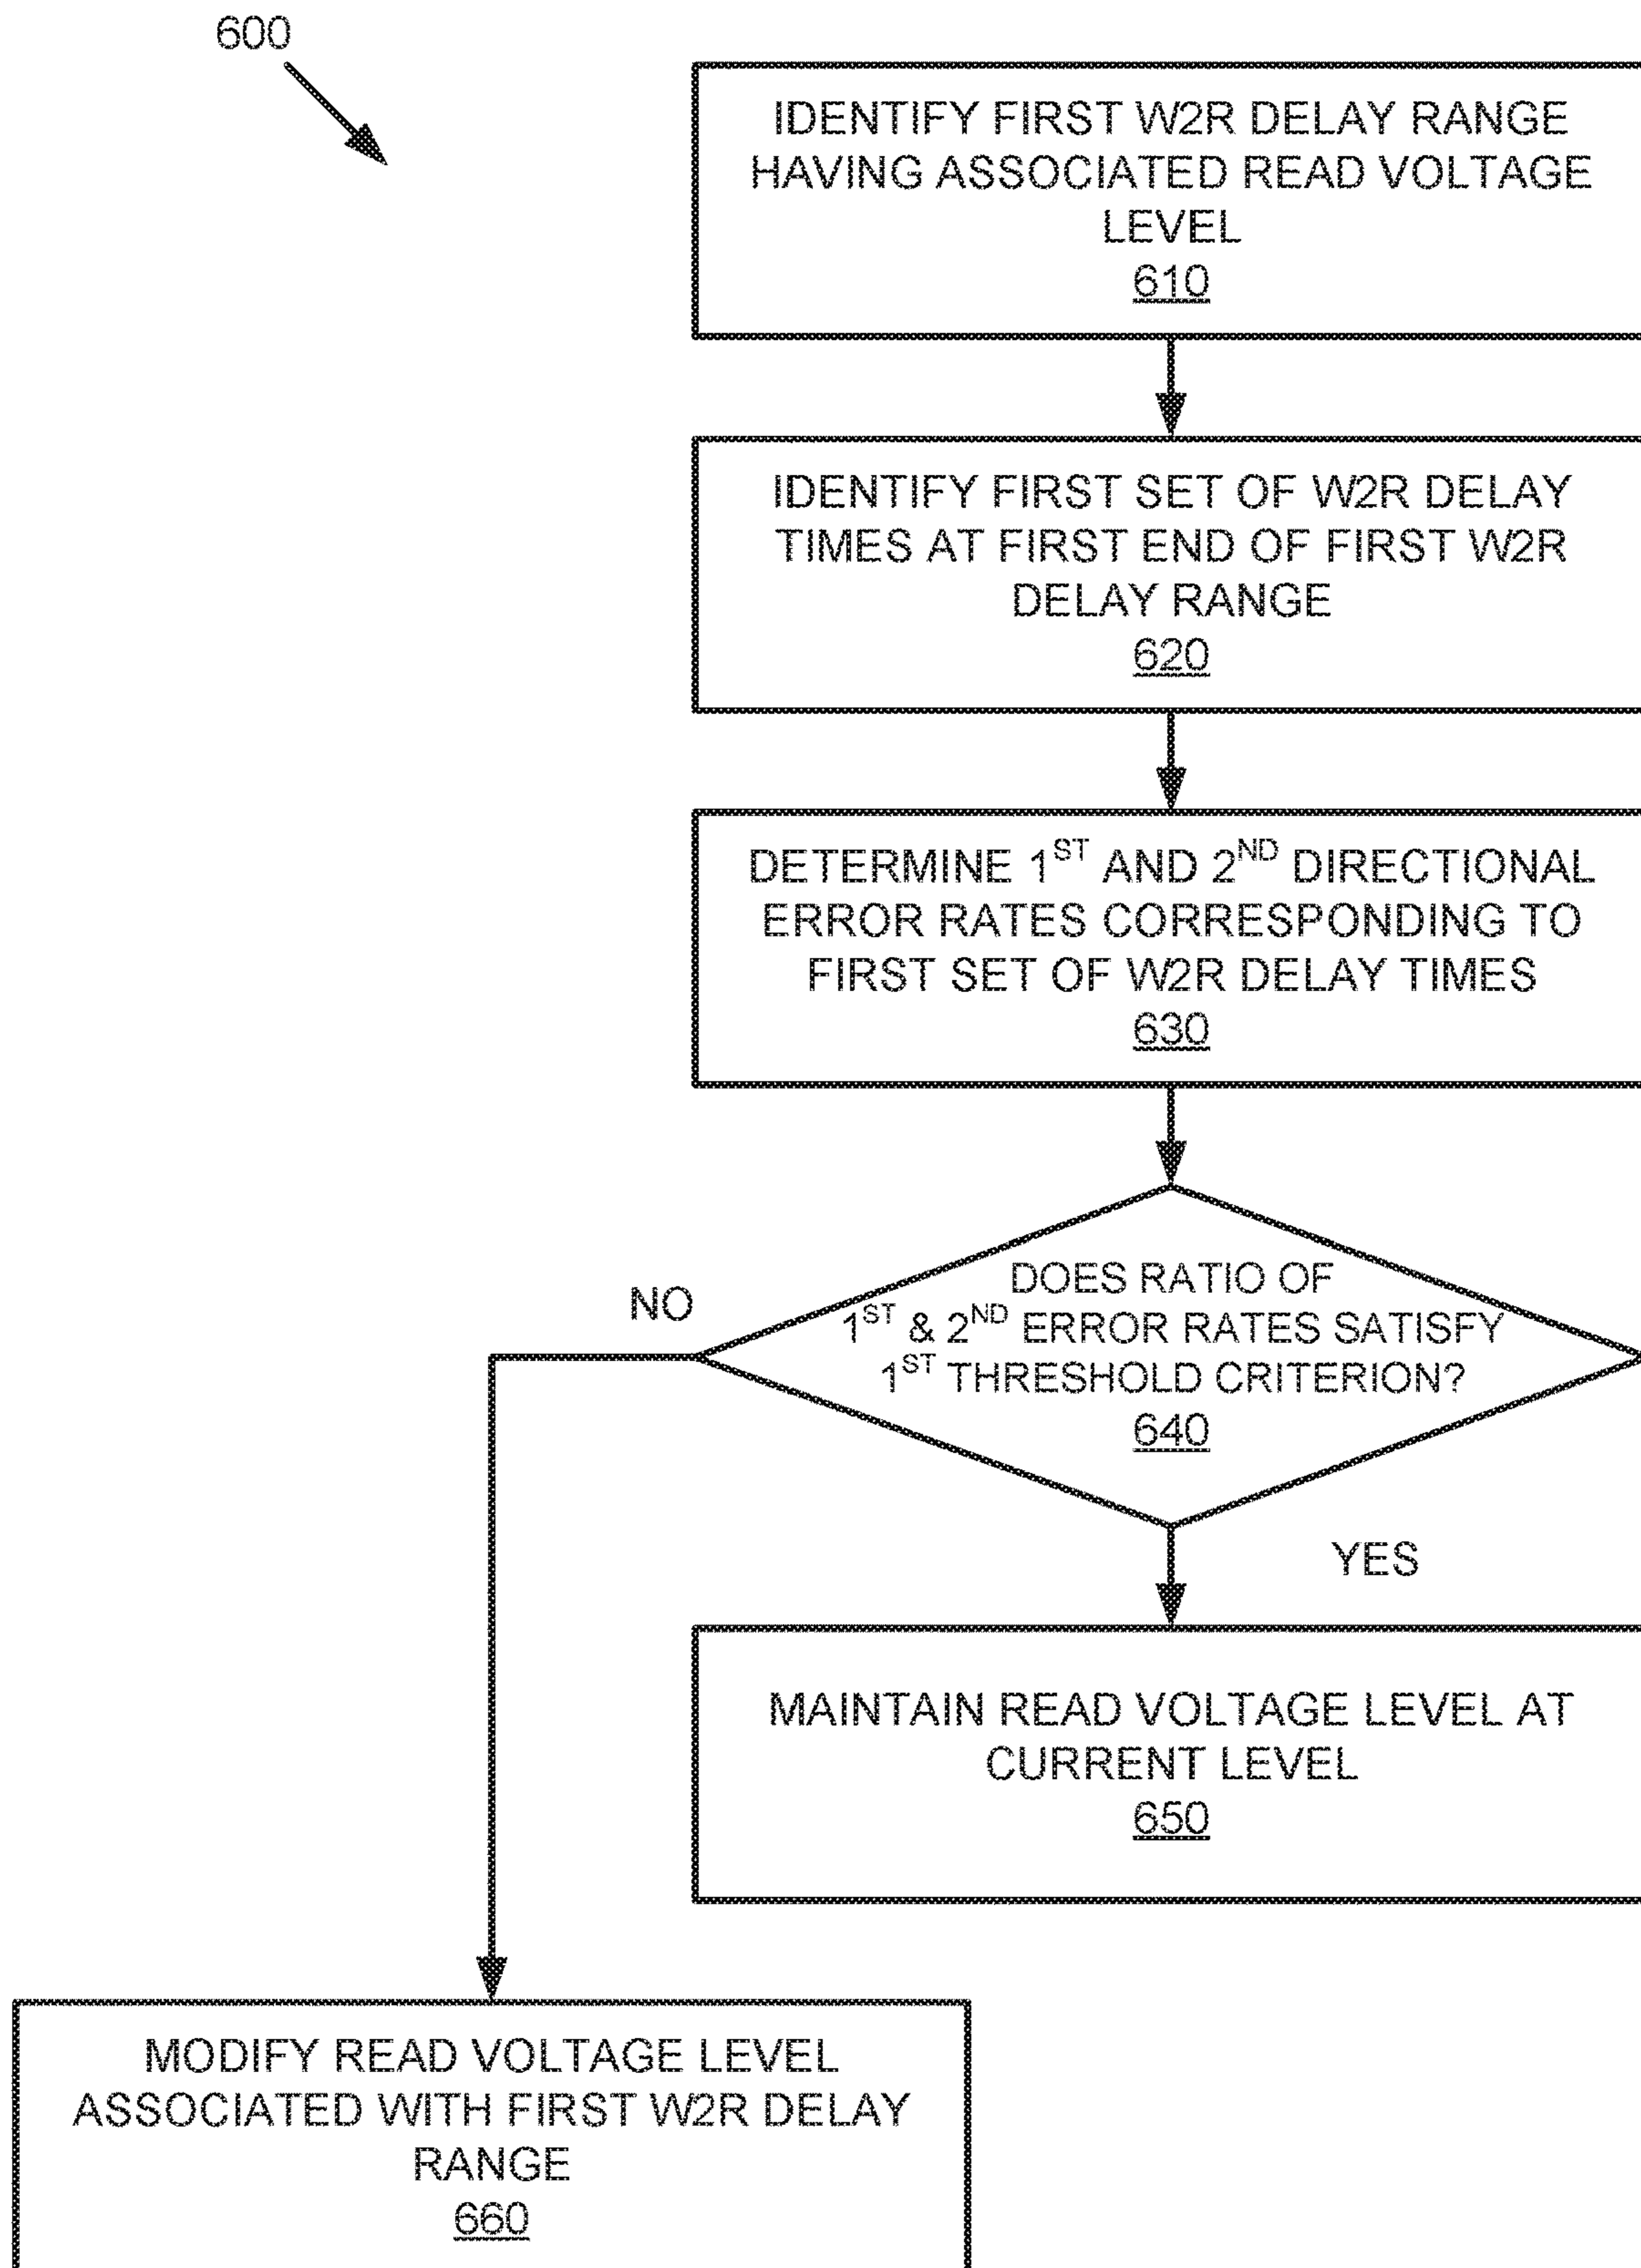 600
IDENTIFY FIRST W2R DELAY RANGE
HAVING ASSOCIATED READ VOLTAGE
LEVEL
610
IDENTIFY FIRST SET OF W2R DELAY
TIMES AT FIRST END OF FIRST W2R
DELAY RANGE
620
DETERMINE 1ST AND 2ND DIRECTIONAL
ERROR RATES CORRESPONDING TO
FIRST SET OF W2R DELAY TIMES
630
DOES RATIO OF
1ST & 2ND ERROR RATES SATISFY
1ST THRESHOLD CRITERION?
640
NO
YES
MAINTAIN READ VOLTAGE LEVEL AT
CURRENT LEVEL
650
MODIFY READ VOLTAGE LEVEL
ASSOCIATED WITH FIRST W2R DELAY
RANGE
660